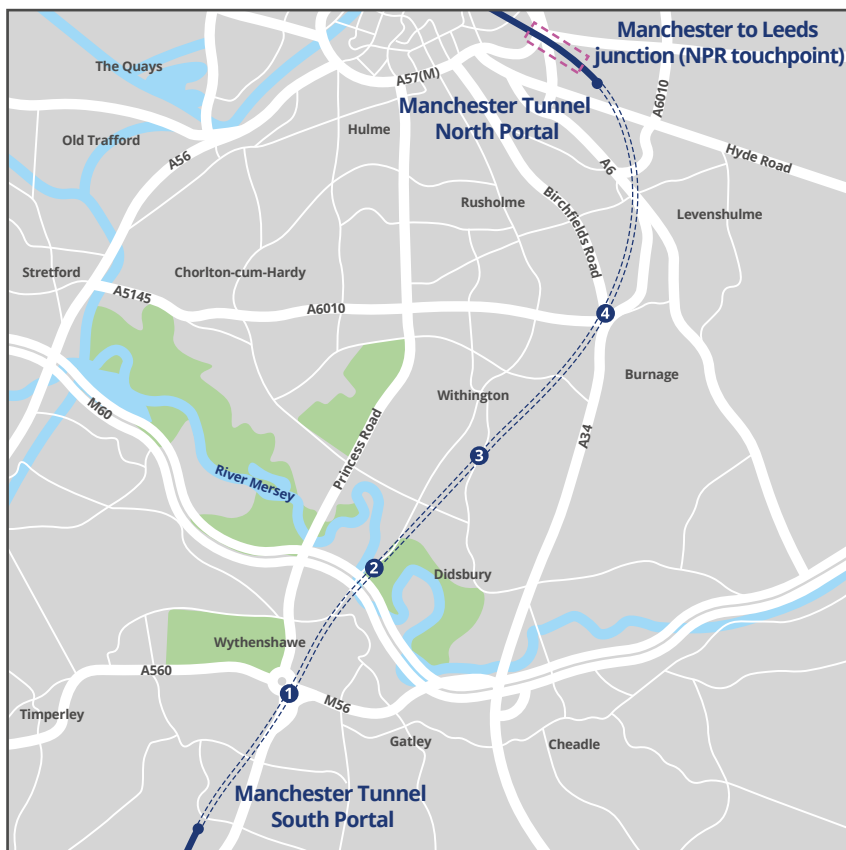 Manchester to Leeds
junction (NPR touchpoint)
The Quays
A57(M)
A6010
Manchester Tunnel
North Portal
Old Trafford
Hulme
A56
A6
Hyde Road
Rusholme
Birchfields Road
Levenshulme
Stretford
Chorlton-cum-Hardy
A5145
A6010
4
Burnage
Withington
M60
Princess Road
A34
3
River Mersey
2
Didsbury
Wythenshawe
A560
1
M56
Timperley
Gatley
Cheadle
Manchester Tunnel
South Portal